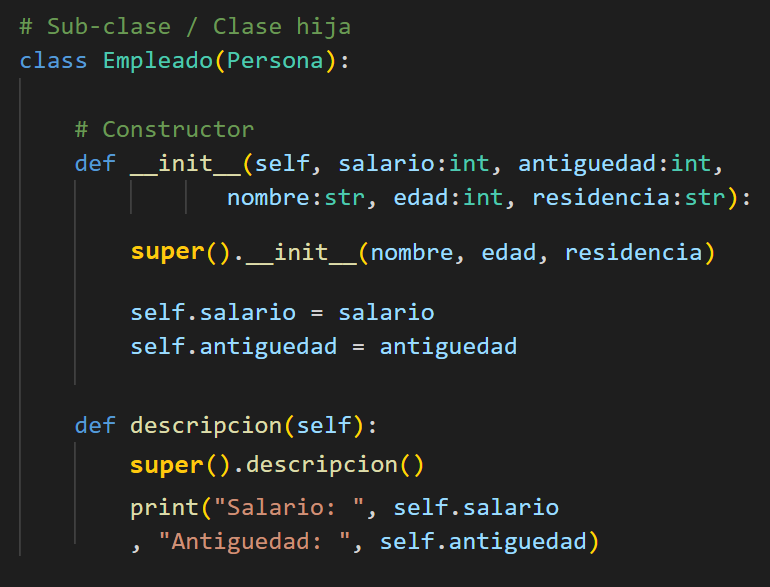 # Sub-clase / Clase hija
class Empleado(Persona):
# Constructor
def __init__(self, salario:int, antiguedad:int,
nombre:str, edad:int, residencia:str):
super().__init__(nombre, edad, residencia)
self.salario = salario
self.antiguedad = antiguedad
def descripcion(self):
super().descripcion()
print("Salario: ", self.salario
, "Antiguedad: ", self.antiguedad)